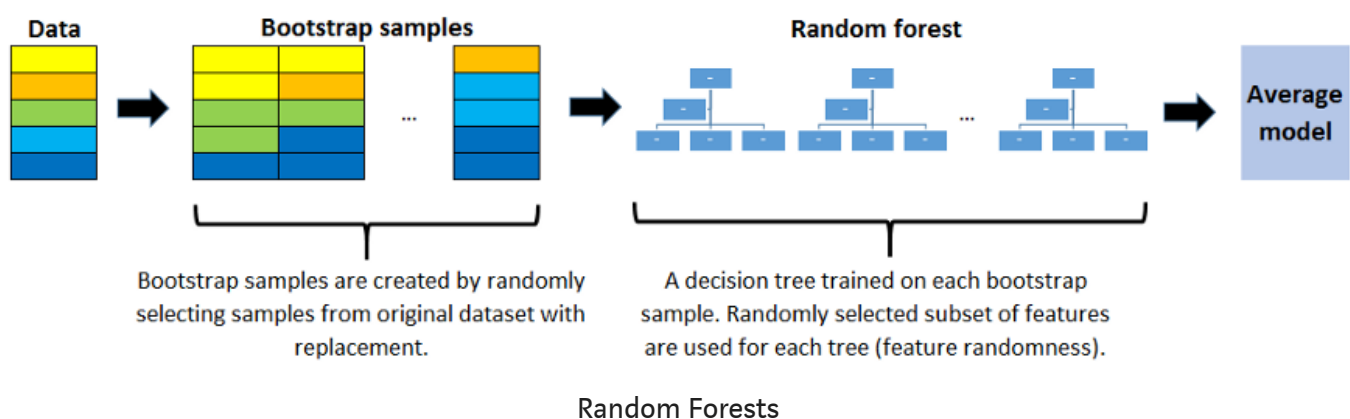 Data
Bootstrap samples
Random forest
...
...
Average
model
Bootstrap samples are created by randomly
selecting samples from original dataset with
replacement.
A decision tree trained on each bootstrap
sample. Randomly selected subset of features
are used for each tree (feature randomness).
Random Forests